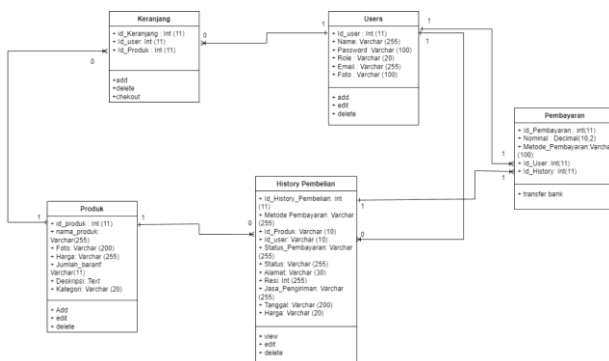 Keranjang
+ id_Keranjang : Int (11)
+ Id_user: Int (11)
+ Id_Produk : Int (11)
+add
+delete
+chekout
0
0
1
Users
+ Id_user : Int (11)
+ Name: Varchar (255)
+ Password :Varchar (100)
+ Role : Varchar (20)
+ Email : Varchar (255)
+ Foto : Varchar (100)
+ add
+ edit
+ delete
1
1
Pembayaran
+ Id_Pembayaran : int(11)
+ Nominal : Decimal(10,2)
+ Metode_Pembayaran:Varchar
(100)
+ Id_User: Int(11)
+ Id_History: Int(11)
+ transfer bank
1
1
Produk
+ id_produk : Int (11)
+ nama_produk:
Varchar(255)
+ Foto: Varchar (200)
+ Harga: Varchar (255)
Varchar(11)
+ Deskripsi: Text
+ Kategori: Varchar (20)
+ Add
+ edit
+ delete
1
1
0
History Pembelian
+ Id_History_Pembelian: Int
(11)
+ Metode Pembayaran: Varchar
(255)
+ Id_Produk: Varchar (10)
+ Id_user: Varchar (10)
+ Status_Pembayaran: Varchar
(255)
+ Status: Varchar (255)
+ Alamat: Varchar (30)
+ Resi: Int (255)
+ Jasa_Pengiriman: Varchar
(255)
+ Tanggal: Varchar (200)
+ Harga: Varchar (20)
+ view
+ edit
+ delete
1
0